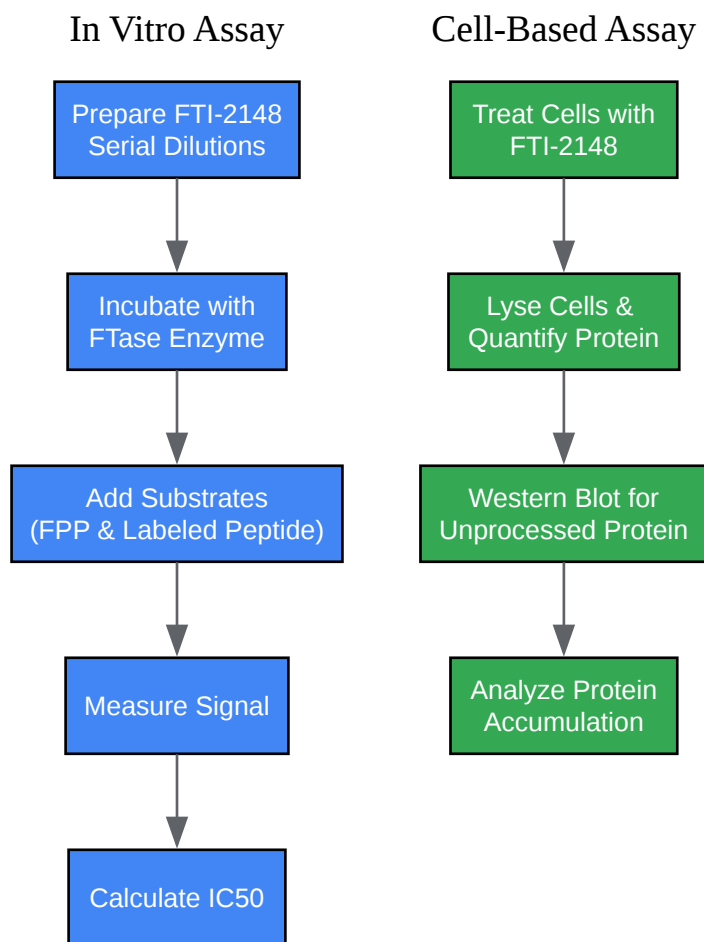 In Vitro Assay
Prepare FTI-2148
Serial Dilutions
Incubate with
FTase Enzyme
Add Substrates
(FPP & Labeled Peptide)
Measure Signal
Calculate IC50
Cell-Based Assay
Treat Cells with
FTI-2148
Lyse Cells &
Quantify Protein
Western Blot for
Unprocessed Protein
Analyze Protein
Accumulation